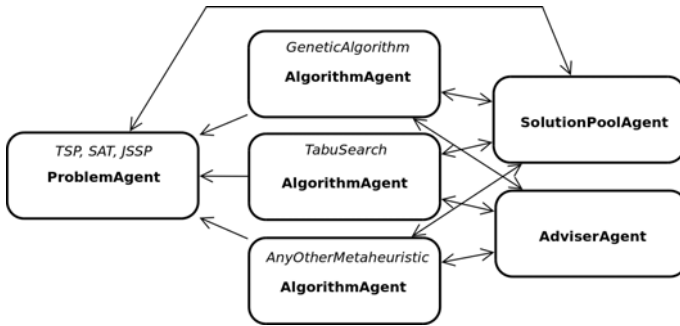 GeneticAlgorithm
AlgorithmAgent
SolutionPoolAgent
TSP, SAT, JSSP
ProblemAgent
TabuSearch
AlgorithmAgent
AdviserAgent
AnyOtherMetaheuristic
AlgorithmAgent